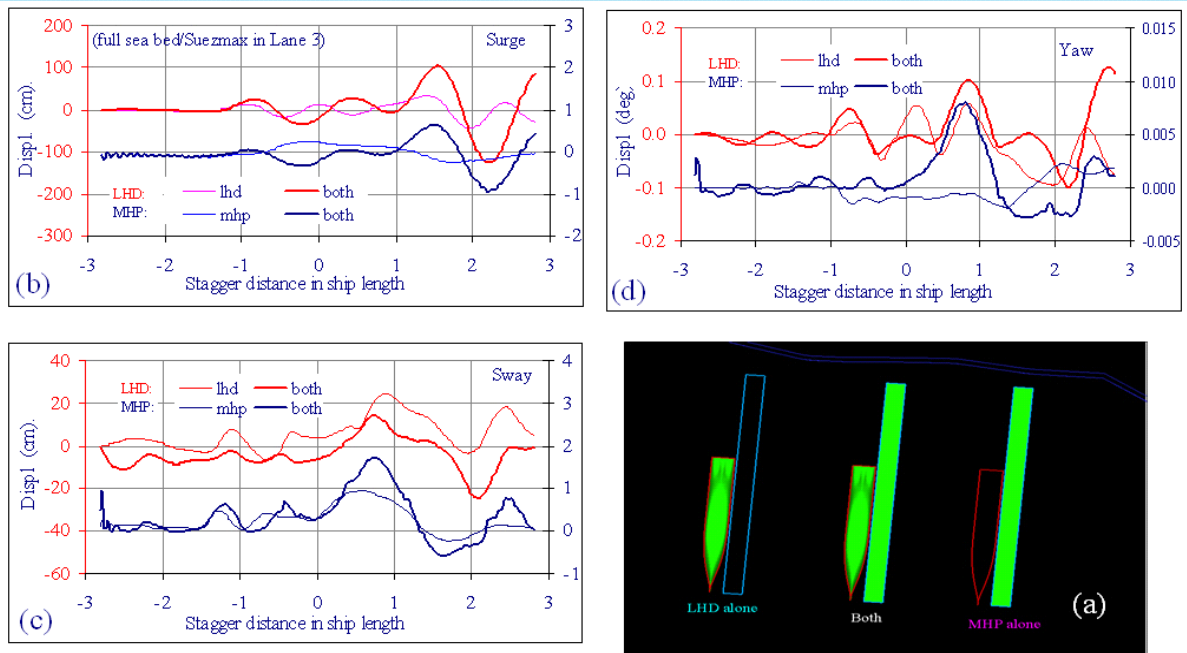 (full sea bed/Suezmax in Lane 3) Surge
LHD: lhd both
MHP: mhp both
Displ (cm).
200
100
0
-100
-200
-300
3
2
1
0
-1
-2
-3 -2 -1 0 1 2 3
Stagger distance in ship length
(b)
Yaw
LHD: lhd both
MHP: mhp both
Displ (deg)
0.2
0.1
0.0
-0.1
-0.2
0.015
0.010
0.005
0.000
-0.005
-3 -2 -1 0 1 2 3
Stagger distance in ship length
(d)
Sway
LHD: lhd both
MHP: mhp both
Displ (cm).
40
20
0
-20
-40
-60
4
3
2
1
0
-1
-3 -2 -1 0 1 2 3
Stagger distance in ship length
(c)
LHD alone
Both
MHP alone
(a)